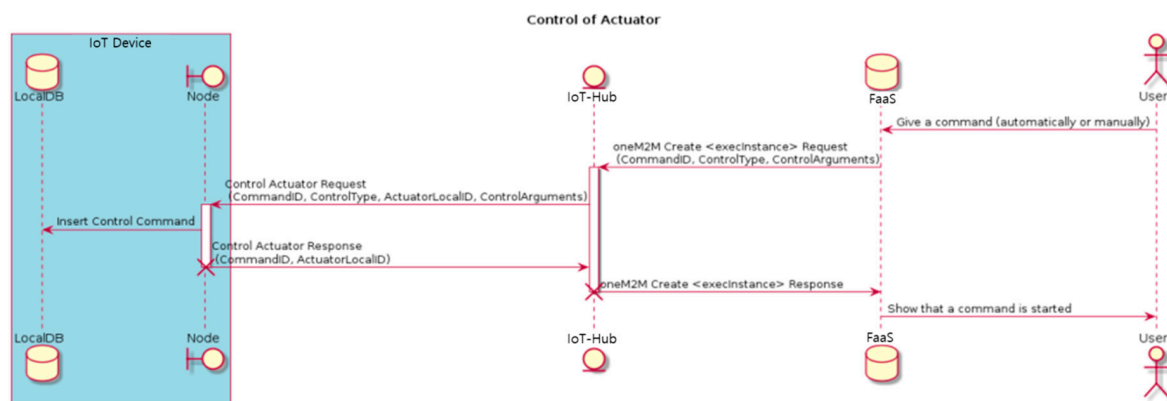 Control of Actuator
IoT Device
LocalDB
Node
IoT-Hub
FaaS
User
Give a command (automatically or manually)
oneM2M Create <execInstance> Request
(CommandID, ControlType, ControlArguments)
Control Actuator Request
(CommandID, ControlType, ActuatorLocalID, ControlArguments)
Insert Control Command
Control Actuator Response
(CommandID, ActuatorLocalID)
oneM2M Create <execInstance> Response
Show that a command is started
LocalDB
Node
IoT-Hub
FaaS
User